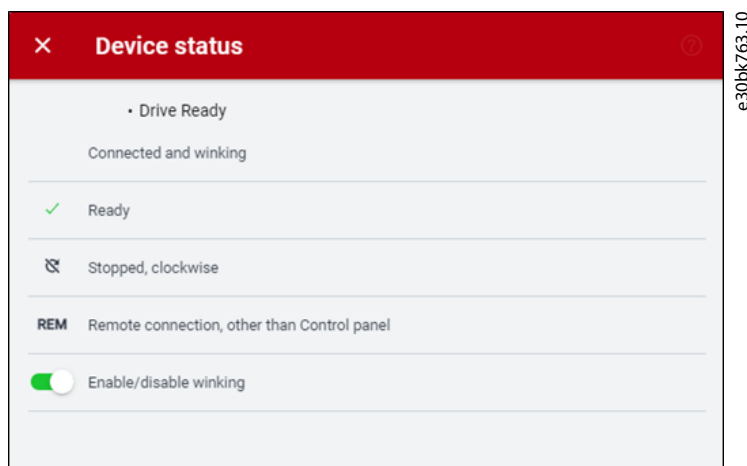 Device status
• Drive Ready
Connected and winking
Ready
Stopped, clockwise
REM Remote connection, other than Control panel
Enable/disable winking
e30bk763.10